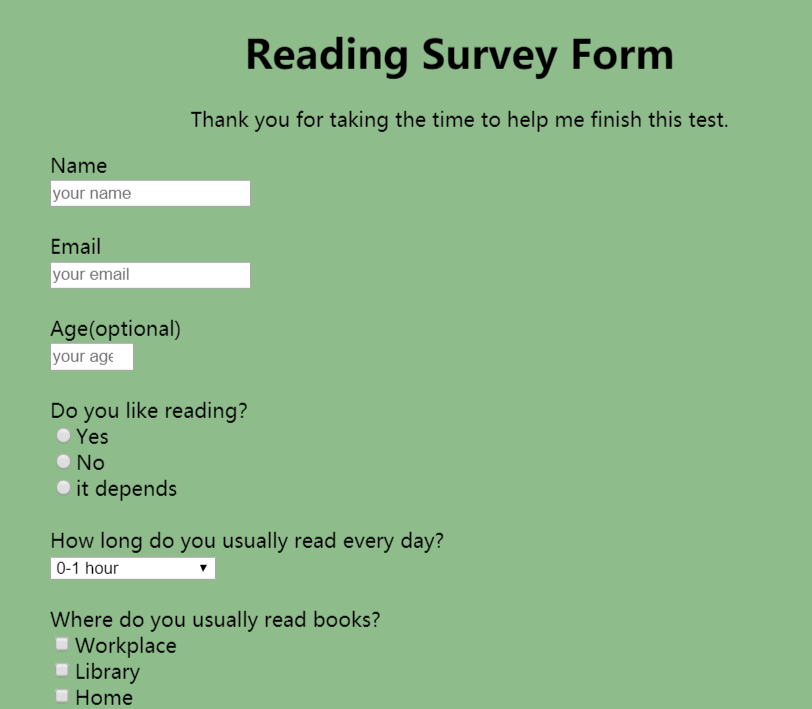 Reading Survey Form
Thank you for taking the time to help me finish this test.
Name
your name
Email
your email
Age(optional)
your age
Do you like reading?
Yes
No
it depends
How long do you usually read every day?
0-1 hour
Where do you usually read books?
Workplace
Library
Home